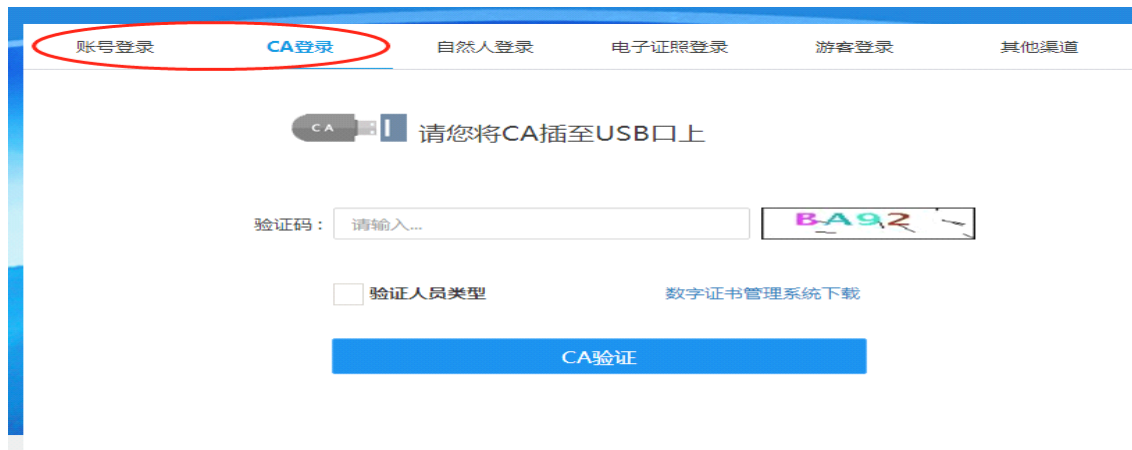 账号登录 CA登录 自然人登录 电子证照登录 游客登录 其他渠道
CA 请您将CA插至USB口上
验证码： 请输入... BA92
验证人员类型 数字证书管理系统下载
CA验证